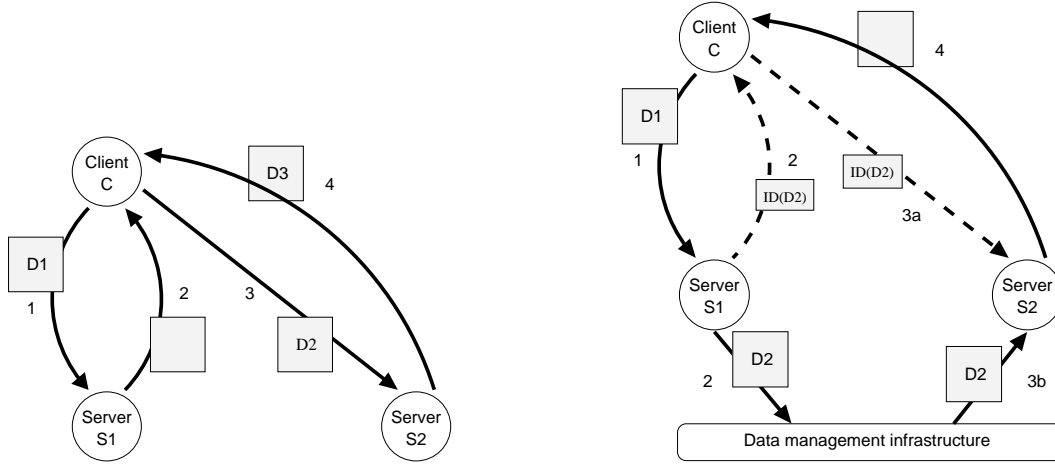 Client
C
D3
4
D1
1
2
3
D2
Server
S1
Server
S2
Client
C
4
D1
1
2
ID(D2)
ID(D2)
3a
Server
S1
Server
S2
D2
2
D2
3b
Data management infrastructure